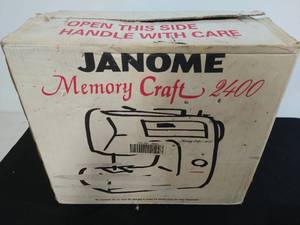 OPEN THIS SIDE
HANDLE WITH CARE
JANOME
Memory Craft 2400